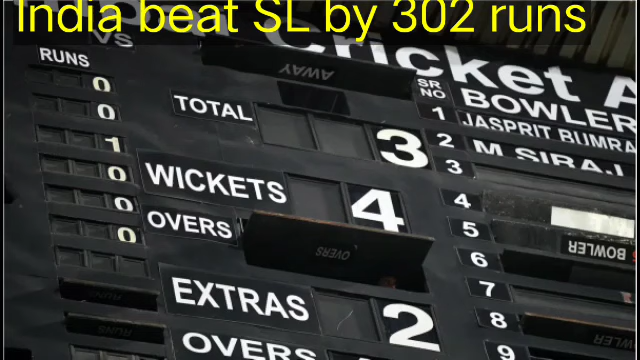 India beat SL by 302 runs
VS
Cricket A
RUNS
AWAY
SR NO
BOWLER
0
TOTAL
3
1 JASPRIT BUMRA
0
2 M SIRAJ
1
WICKETS
4
3
0
4
0
OVERS
OVERS
5
BOWLER
0
6
EXTRAS
2
7
8
BOWLER
OVERS
9